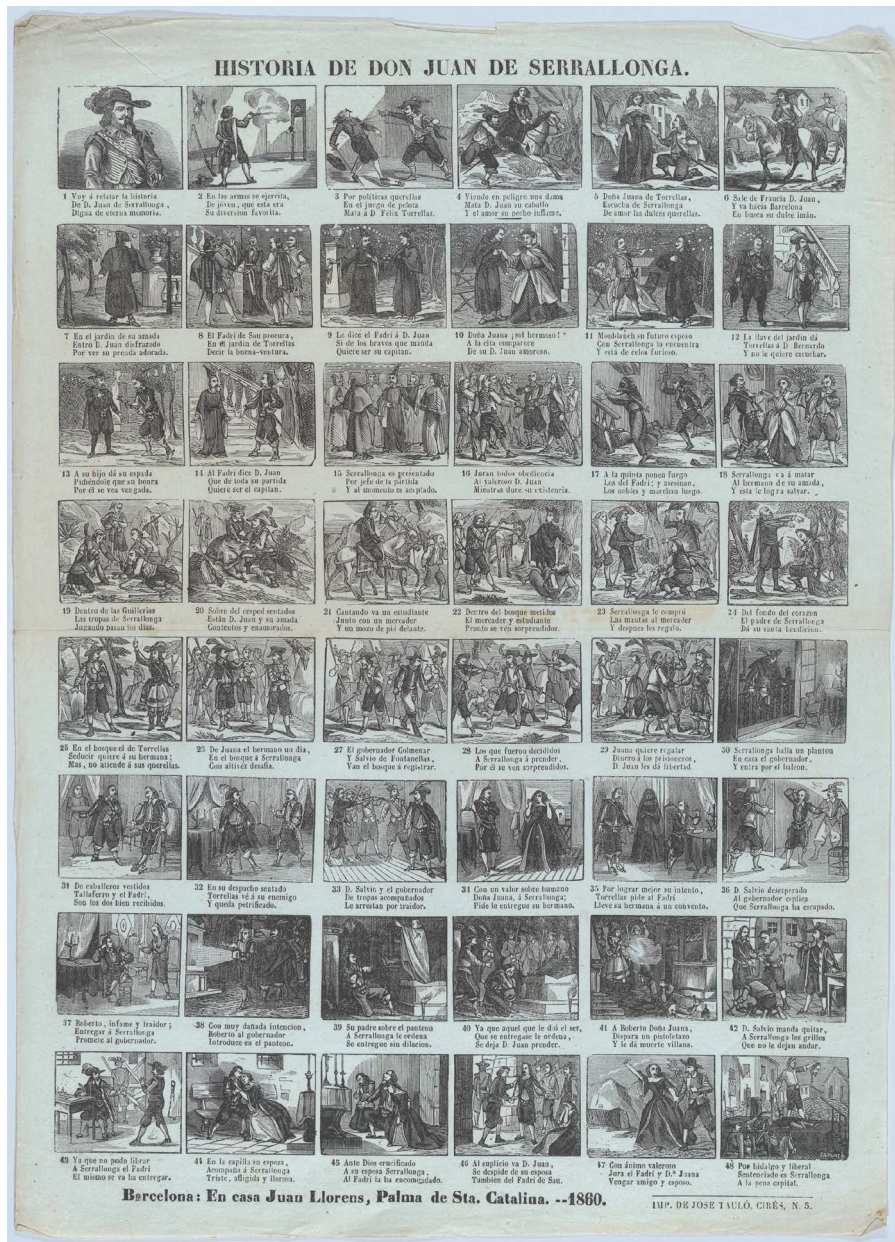 HISTORIA DE DON JUAN DE SERRALLONGA.
1 Voy á relatar la historia
De D. Juan de Serrallonga,
Digna de eterna memoria.
2 En las armas se ejercita,
De jóven, que esta era
Su diversion favorita.
3 Por políticas querellas
En el juego de pelota
Mata á D Félix Torrellas.
4 Viendo en peligro una dama
Mata D. Juan su caballo
Y el amor su pecho inflama.
5 Doña Juana de Torrellas,
Escucha de Serrallonga
De amor las dulces querellas.
6 Sale de Francia D. Juan,
Y va hácia Barcelona
En busca su dulce imán.
7 En el jardin de su amada
Entró D. Juan disfrazado
Por ver su prenda adorada.
8 El Fadrí de Sau procura,
En el jardin de Torrellas
Decir la buena-ventura.
9 Le dice el Fadrí á D. Juan
Si de los braves que manda
Quiere ser su capitan.
10 Doña Juana ¡sol hermoso!
A la cita comparece
De su D. Juan amoroso.
11 Monblanch su futuro esposo
Con Serrallonga la encuentra
Y está de celos furioso.
12 La llave del jardin dá
Torrellas á D. Bernardo
Y no le quiere escuchar.
13 A su hijo dá su espada
Pidiéndole que su honra
Por él se vea vengada.
14 Al Fadrí dice D. Juan
Que de toda su partida
Quiere ser el capitan.
15 Serrallonga es presentado
Por jefe de la partida
Y al momento es aceptado.
16 Juran todos obediencia
Al valeroso D. Juan
Mientras dure su existencia.
17 A la quinta ponen fuego
Los del Fadrí; y asesinan,
Los nobles y marchan luego.
18 Serrallonga vá á matar
Al hermano de su amada,
Y esta le logra salvar.
19 Dentro de las Guillerias
Las tropas de Serrallonga
Jugando pasan los dias.
20 Sobre del cesped sentados
Están D. Juan y su amada
Contentos y enamorados.
21 Cantando va un estudiante
Junto con un mercader
Y un mozo de pié delante.
22 Dentro del bosque metidos
El mercader y estudiante
Pronto se ven sorprendidos.
23 Serrallonga le compró
Las mantas al mercader
Y despues les regaló.
24 Del fondo del corazon
El padre de Serrallonga
Dá su santa bendicion.
25 En el bosque el de Torrellas
Seducir quiere á su hermana;
Mas, no atiende á sus querellas.
26 De Juana el hermano un dia,
En el bosque á Serrallonga
Con altivéz desafia.
27 El gobernador Colmenar
Y Salvio de Fontanellas,
Van el bosque á registrar.
28 Los que fueron decididos
A Serrallonga á prender,
Por él se ven sorprendidos.
29 Juana quiere regalar
Dinero á los prisioneros,
D. Juan les dá libertad.
30 Serrallonga halla un planton
En casa el gobernador,
Y entra por el balcon.
31 De caballeros vestidos
Tallaferro y el Fadrí,
Son los dos bien recibidos.
32 En su despacho sentado
Torrellas vé á su enemigo
Y queda petrificado.
33 D. Salvio y el gobernador
De tropas acompañados
Le arrestan por traidor.
34 Con un valor sobre humano
Doña Juana, á Serrallonga;
Pide le entregue su hermano.
35 Por lograr mejor su intento,
Torrellas pide al Fadrí
Lleve su hermana á un convento.
36 D. Salvio desesperado
Al gobernador esplica
Que Serrallonga ha escapado.
37 Roberto, infame y traidor;
Entregar á Serrallonga
Promete al gobernador.
38 Con muy dañada intencion,
Roberto al gobernador
Introduce en el panteon.
39 Su padre sobre el panteon
A Serrallonga le ordena
Se entregue sin dilacion.
40 Ya que aquel que le dió el ser,
Que se entregase le ordena,
Se deja D. Juan prender.
41 A Roberto Doña Juana,
Dispara un pistoletazo
Y le dá muerte villana.
42 D. Salvio manda quitar,
A Serrallonga los grillos
Que no le dejan andar.
43 Ya que no pudo librar
A Serrallonga el Fadrí
El mismo se va ha entregar.
44 En la capilla su esposa,
Acompaña á Serrallonga
Triste, afligida y llorosa.
45 Ante Dios crucificado
A su esposa Serrallonga,
Al Fadrí la ha encomendado.
46 Al suplicio va D. Juan,
Se despide de su esposa
Tambien del Fadrí de Sau.
47 Con ánimo valeroso
Jura el Fadrí y D.ª Juana
Vengar amigo y esposo.
48 Por hidalgo y liberal
Sentenciado es Serrallonga
A la pena capital.
Barcelona: En casa Juan Llorens, Palma de Sta. Catalina. --1860.
IMP. DE JOSE TAULÓ, CIRÉS, N. 5.